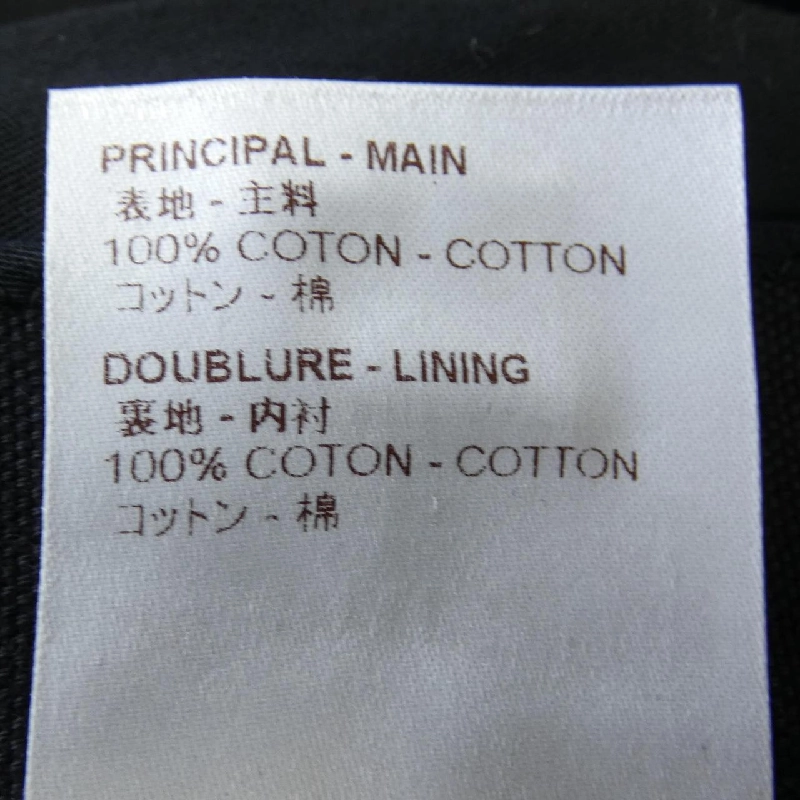 PRINCIPAL - MAIN
表地 - 主料
100% COTON - COTTON
コットン - 棉
DOUBLURE - LINING
裏地 - 内衬
100% COTON - COTTON
コットン - 棉